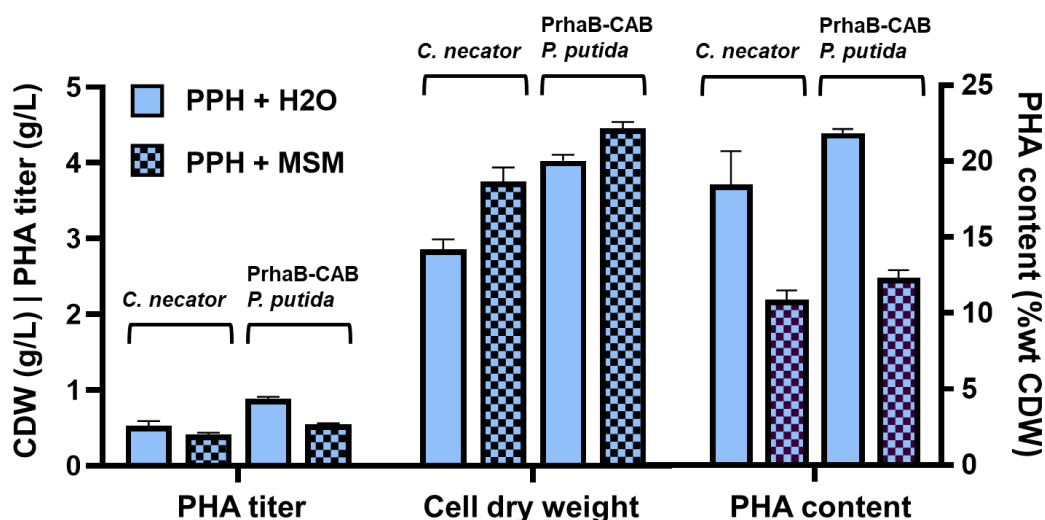 PrhaB-CAB
C. necator P. putida
PrhaB-CAB
C. necator P. putida
5
4
3
2
1
0
CDW (g/L) | PHA titer (g/L)
PPH + H2O
PPH + MSM
PrhaB-CAB
C. necator P. putida
25
20
15
10
5
0
PHA content (%wt CDW)
PHA titer
Cell dry weight
PHA content